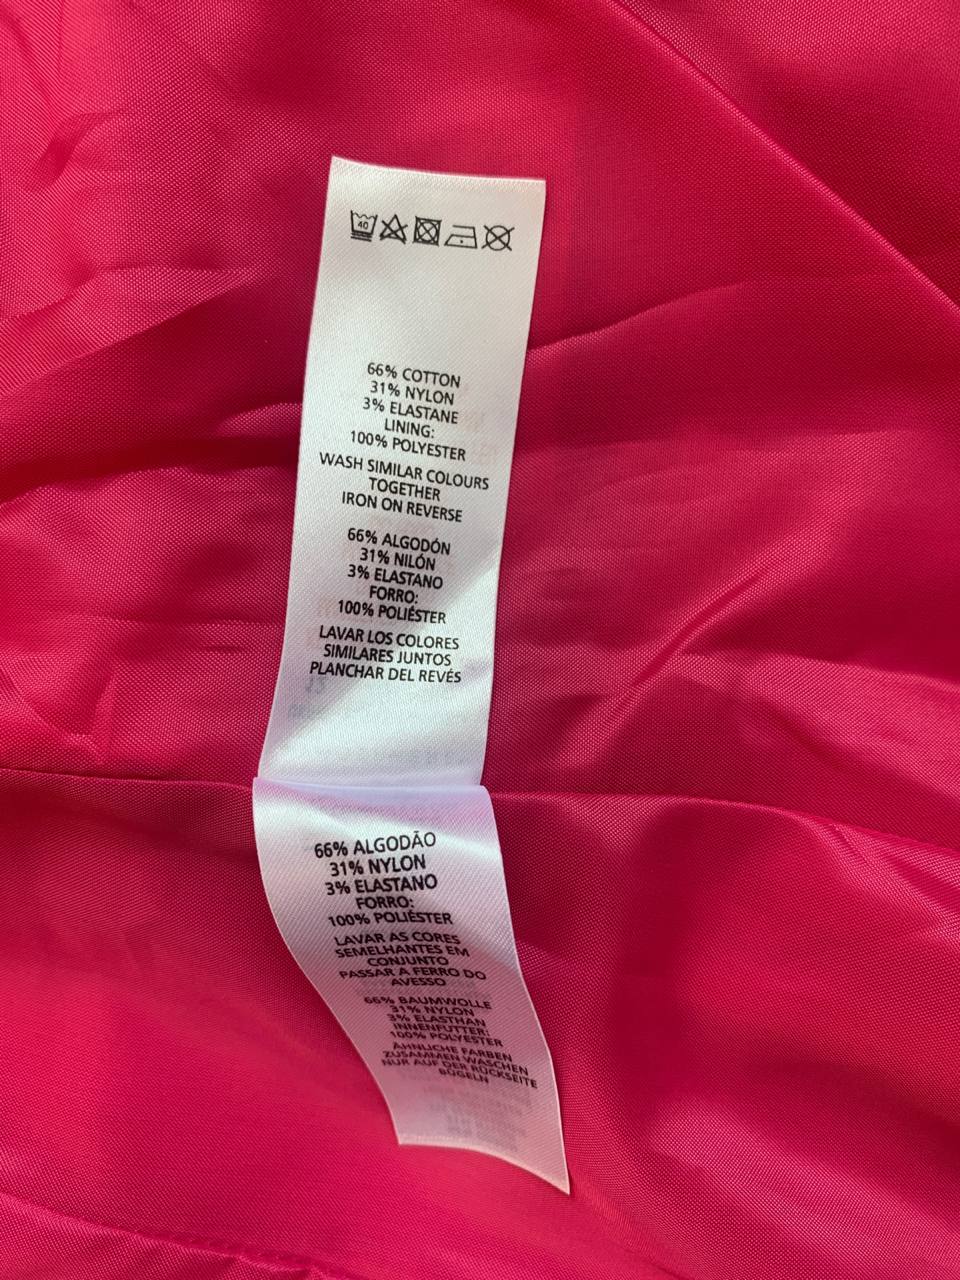 40
66% COTTON
31% NYLON
3% ELASTANE
LINING:
100% POLYESTER
WASH SIMILAR COLOURS
TOGETHER
IRON ON REVERSE
66% ALGODÓN
31% NILÓN
3% ELASTANO
FORRO:
100% POLIÉSTER
LAVAR LOS COLORES
SIMILARES JUNTOS
PLANCHAR DEL REVÉS
66% ALGODÃO
31% NYLON
3% ELASTANO
FORRO:
100% POLIÉSTER
LAVAR AS CORES
SEMELHANTES EM
CONJUNTO
PASSAR A FERRO DO
AVESSO
66% BAUMWOLLE
31% NYLON
3% ELASTHAN
INNENFUTTER:
100% POLYESTER
ÄHNLICHE FARBEN
ZUSAMMEN WASCHEN
NUR AUF DER RÜCKSEITE
BÜGELN